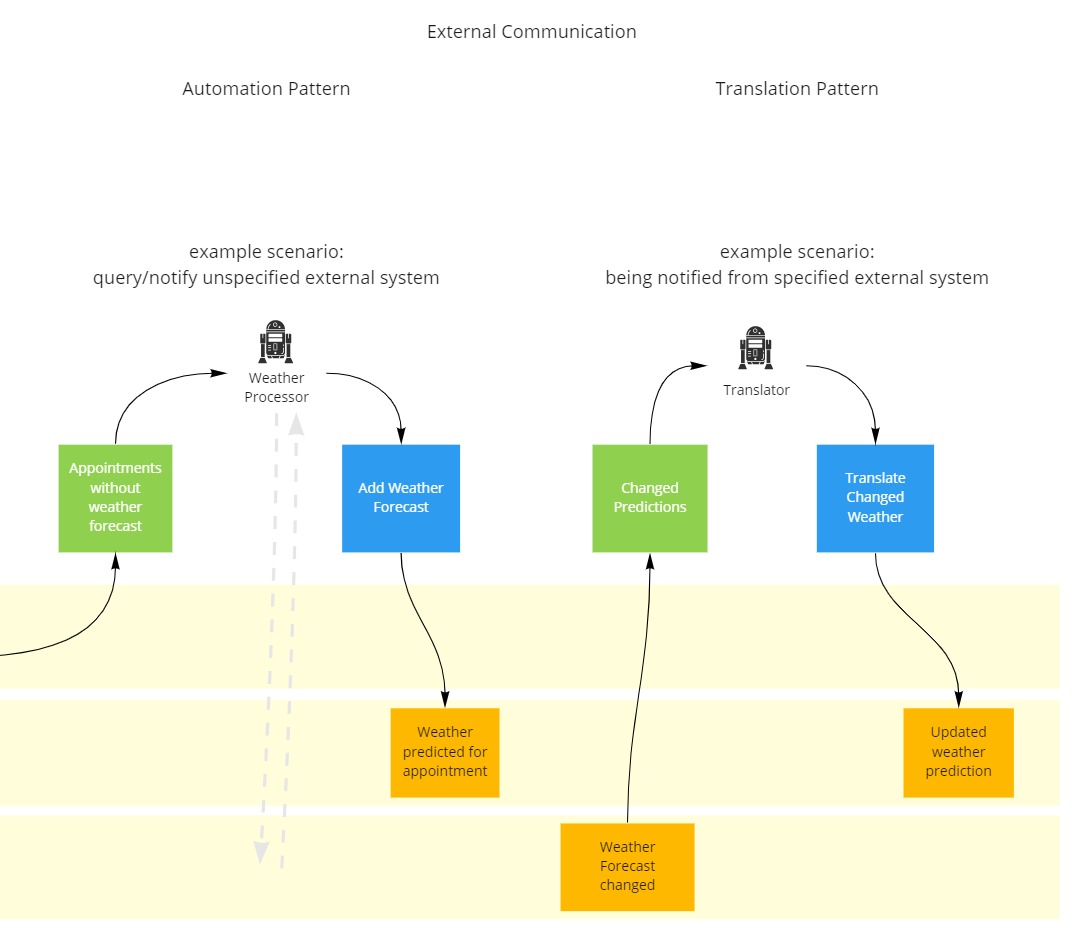 External Communication
Automation Pattern
Translation Pattern
example scenario:
query/notify unspecified external system
example scenario:
being notified from specified external system
Weather
Processor
Translator
Appointments
without
weather
forecast
Add Weather
Forecast
Changed
Predictions
Translate
Changed
Weather
Weather
predicted for
appointment
Updated
weather
prediction
Weather
Forecast
changed